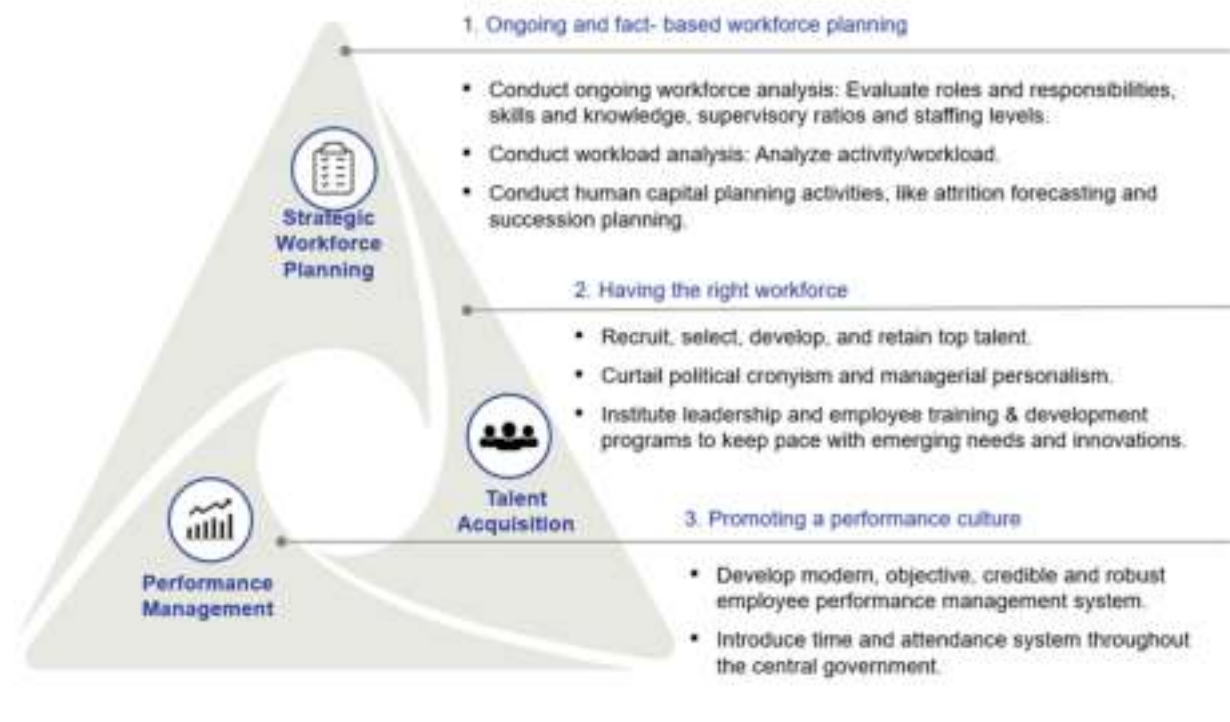 1. Ongoing and fact- based workforce planning
▪ Conduct ongoing workforce analysis: Evaluate roles and responsibilities,
skills and knowledge, supervisory ratios and staffing levels.
▪ Conduct workload analysis: Analyze activity/workload.
▪ Conduct human capital planning activities, like attrition forecasting and
succession planning.
Strategic
Workforce
Planning
2. Having the right workforce
▪ Recruit, select, develop, and retain top talent.
▪ Curtail political cronyism and managerial personalism.
▪ Institute leadership and employee training & development
programs to keep pace with emerging needs and innovations.
Talent
Acquisition
3. Promoting a performance culture
▪ Develop modern, objective, credible and robust
employee performance management system.
▪ Introduce time and attendance system throughout
the central government.
Performance
Management